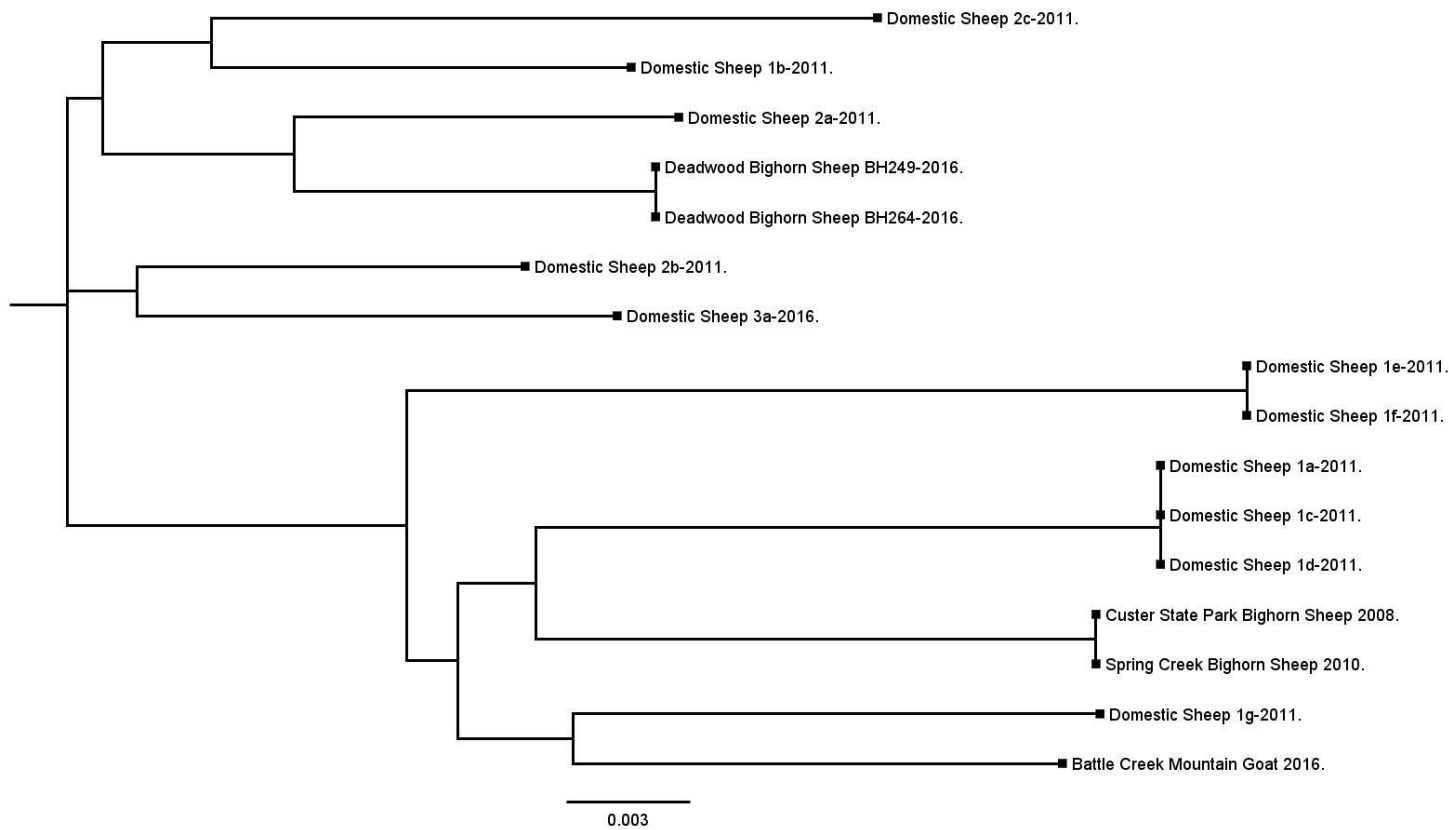 Domestic Sheep 2c-2011.
Domestic Sheep 1b-2011.
Domestic Sheep 2a-2011.
Deadwood Bighorn Sheep BH249-2016.
Deadwood Bighorn Sheep BH264-2016.
Domestic Sheep 2b-2011.
Domestic Sheep 3a-2016.
Domestic Sheep 1e-2011.
Domestic Sheep 1f-2011.
Domestic Sheep 1a-2011.
Domestic Sheep 1c-2011.
Domestic Sheep 1d-2011.
Custer State Park Bighorn Sheep 2008.
Spring Creek Bighorn Sheep 2010.
Domestic Sheep 1g-2011.
Battle Creek Mountain Goat 2016.
0.003